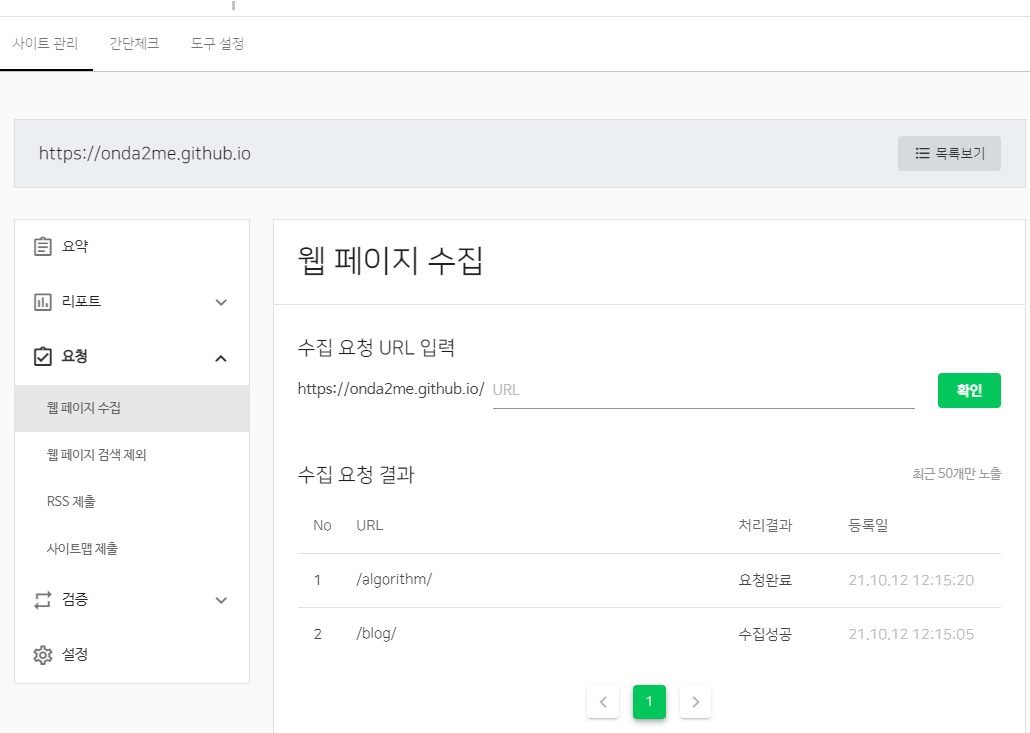 사이트 관리 간단체크 도구 설정
https://onda2me.github.io 목록보기
요약
리포트
요청
웹 페이지 수집
웹 페이지 검색 제외
RSS 제출
사이트맵 제출
검증
설정
웹 페이지 수집
수집 요청 URL 입력
https://onda2me.github.io/ URL 확인
수집 요청 결과 최근 50개만 노출
No URL 처리결과 등록일
1 /algorithm/ 요청완료 21.10.12 12:15:20
2 /blog/ 수집성공 21.10.12 12:15:05
1